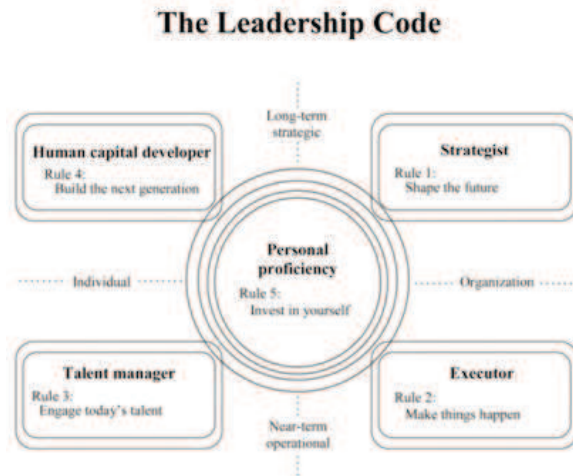 The Leadership Code
Long-term
strategic
Human capital developer
Rule 4:
Build the next generation
Strategist
Rule 1:
Shape the future
Personal
proficiency
Rule 5:
Invest in yourself
Individual
Organization
Talent manager
Rule 3:
Engage today's talent
Executor
Rule 2:
Make things happen
Near-term
operational